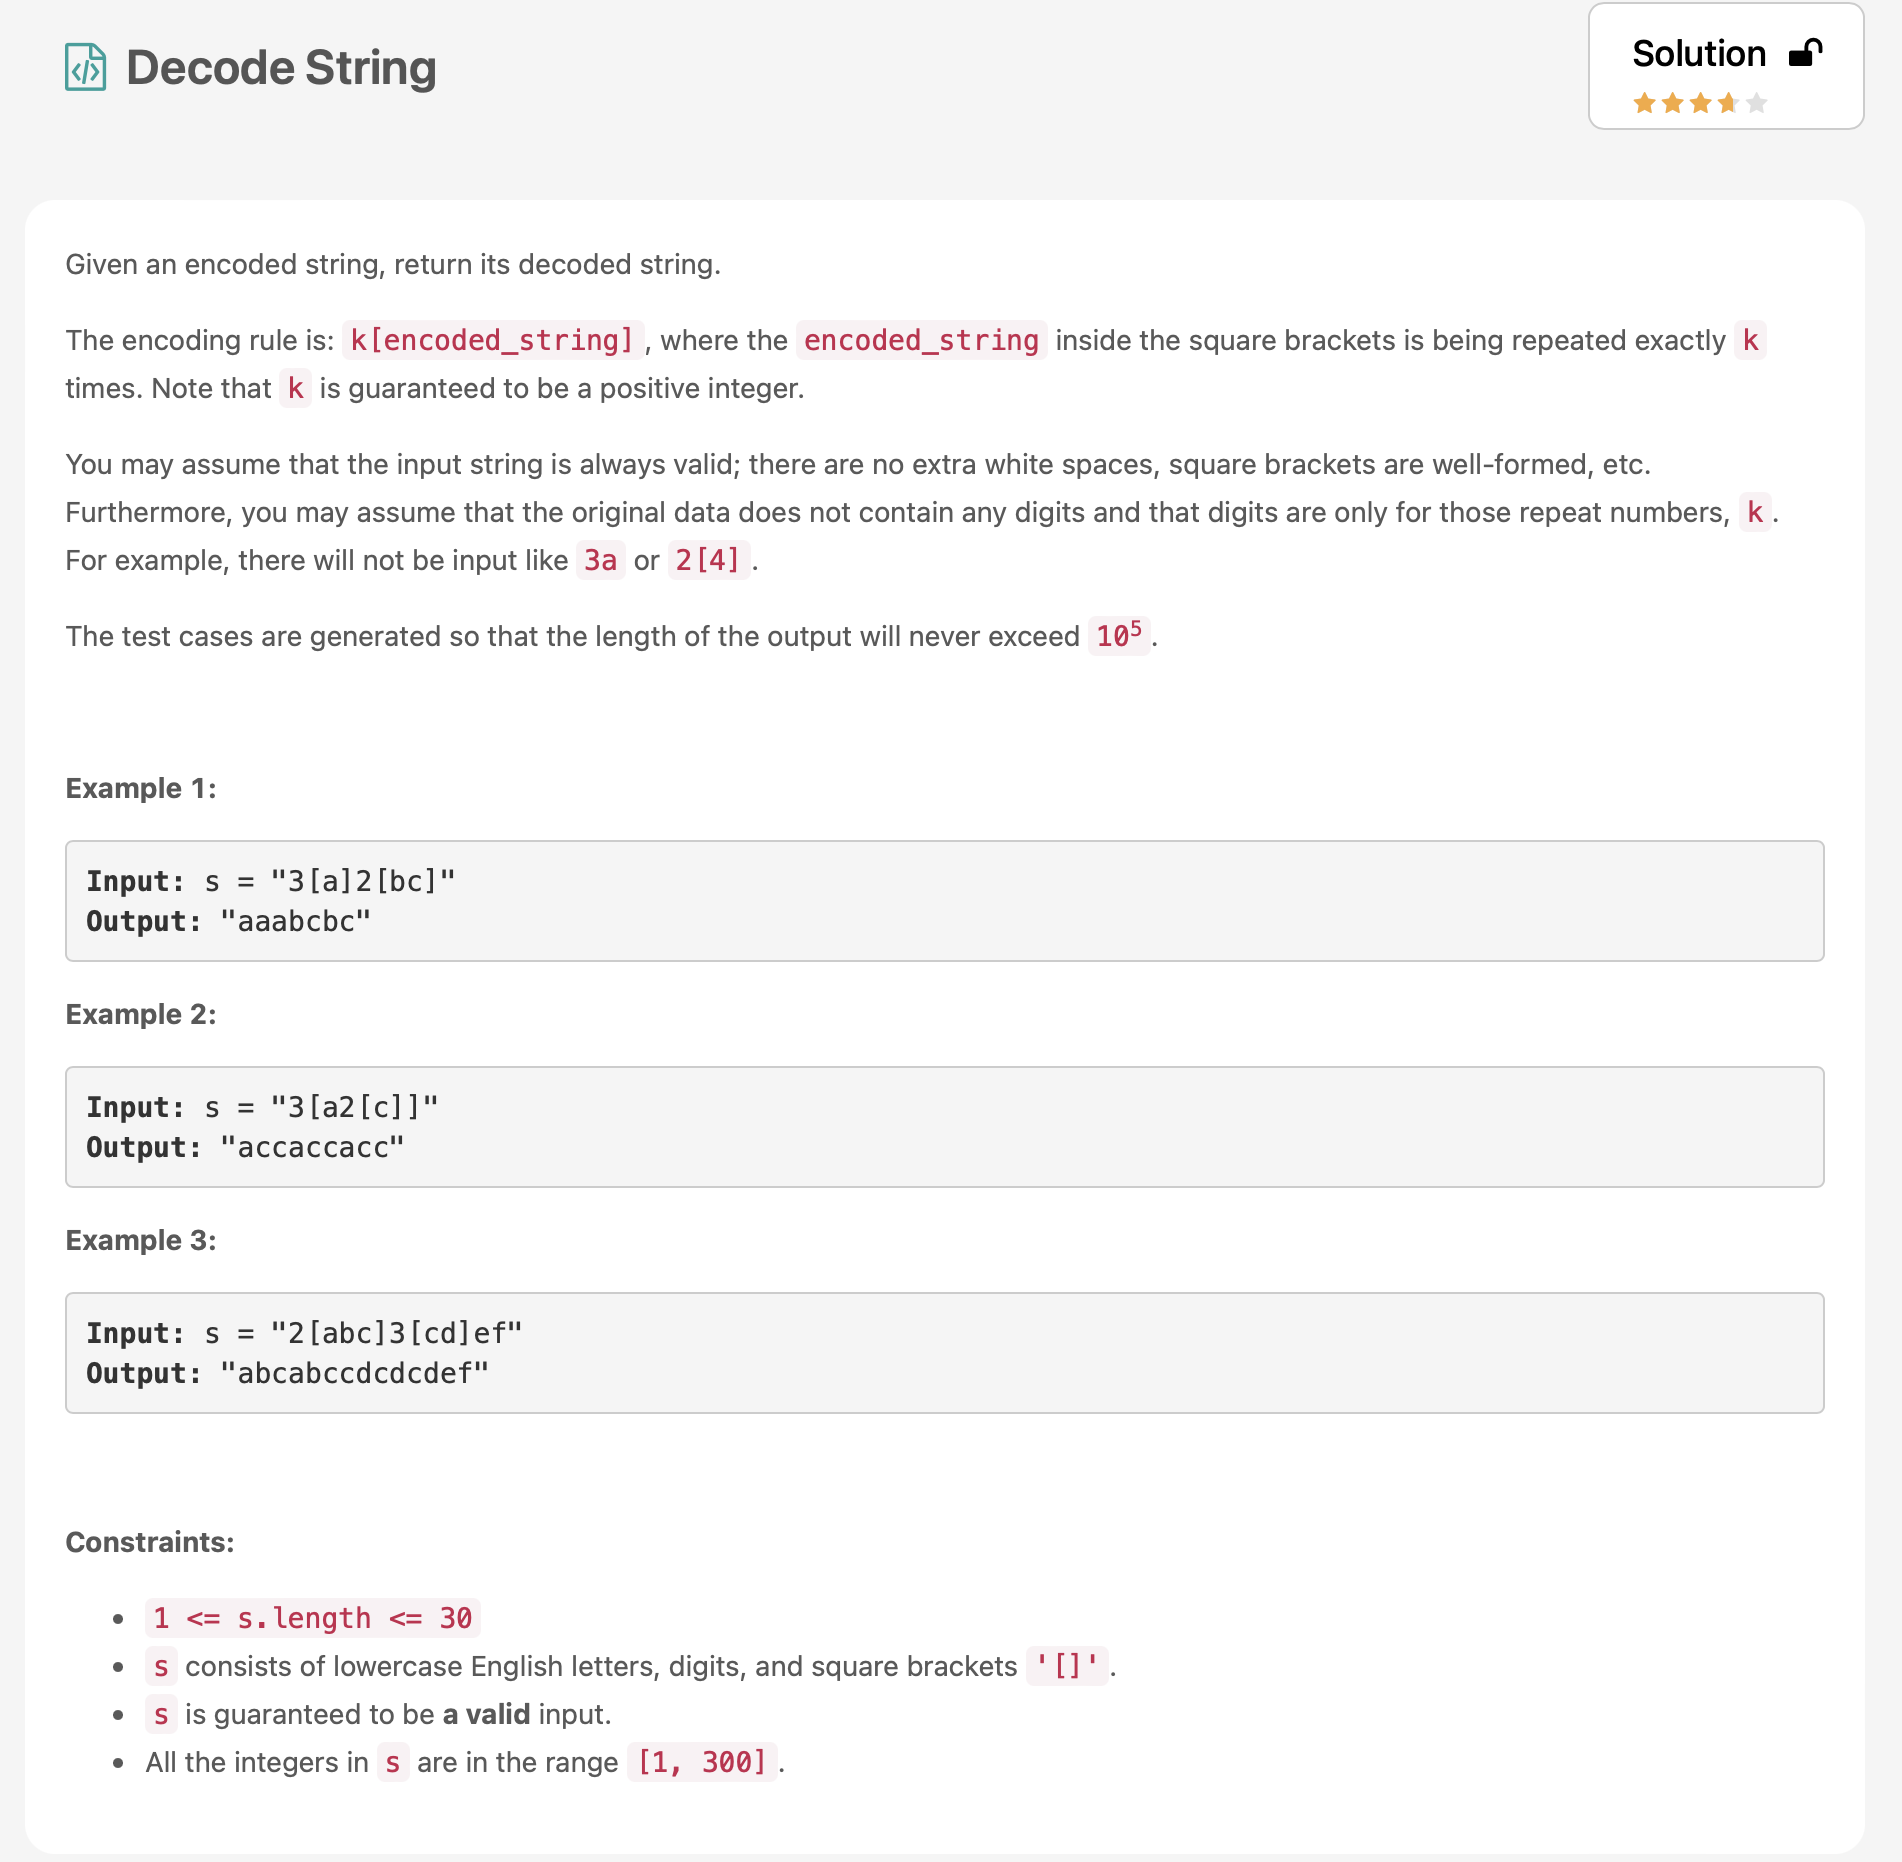 Decode String
Solution
Given an encoded string, return its decoded string.
The encoding rule is: k[encoded_string], where the encoded_string inside the square brackets is being repeated exactly k
times. Note that k is guaranteed to be a positive integer.
You may assume that the input string is always valid; there are no extra white spaces, square brackets are well-formed, etc.
Furthermore, you may assume that the original data does not contain any digits and that digits are only for those repeat numbers, k.
For example, there will not be input like 3a or 2[4].
The test cases are generated so that the length of the output will never exceed 10⁵.
Example 1:
Input: s = "3[a]2[bc]"
Output: "aaabcbc"
Example 2:
Input: s = "3[a2[c]]"
Output: "accaccacc"
Example 3:
Input: s = "2[abc]3[cd]ef"
Output: "abcabccdcdcdef"
Constraints:
• 1 <= s.length <= 30
• s consists of lowercase English letters, digits, and square brackets '[]'.
• s is guaranteed to be a valid input.
• All the integers in s are in the range [1, 300].